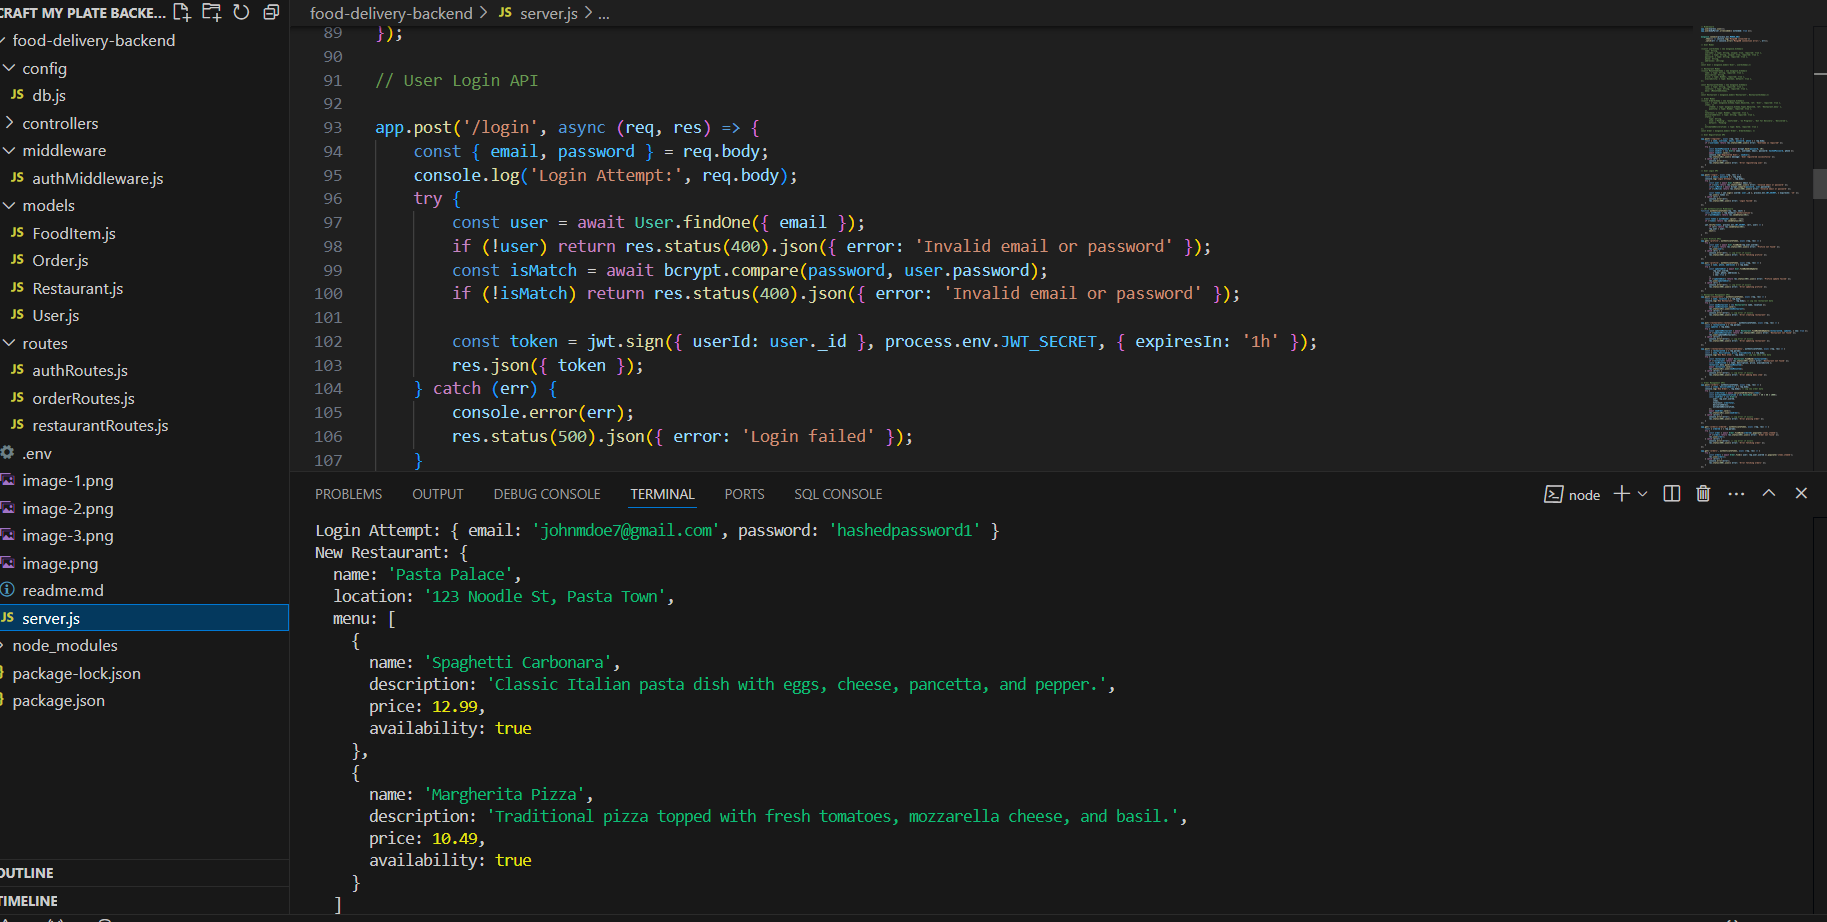 CRAFT MY PLATE BACKE...
food-delivery-backend
config
JS db.js
controllers
middleware
JS authMiddleware.js
models
JS FoodItem.js
JS Order.js
JS Restaurant.js
JS User.js
routes
JS authRoutes.js
JS orderRoutes.js
JS restaurantRoutes.js
.env
image-1.png
image-2.png
image-3.png
image.png
readme.md
JS server.js
node_modules
package-lock.json
package.json
OUTLINE
TIMELINE
food-delivery-backend > JS server.js > ...
89 });
90
91 // User Login API
92
93 app.post('/login', async (req, res) => {
94 const { email, password } = req.body;
95 console.log('Login Attempt:', req.body);
96 try {
97 const user = await User.findOne({ email });
98 if (!user) return res.status(400).json({ error: 'Invalid email or password' });
99 const isMatch = await bcrypt.compare(password, user.password);
100 if (!isMatch) return res.status(400).json({ error: 'Invalid email or password' });
101
102 const token = jwt.sign({ userId: user._id }, process.env.JWT_SECRET, { expiresIn: '1h' });
103 res.json({ token });
104 } catch (err) {
105 console.error(err);
106 res.status(500).json({ error: 'Login failed' });
107 }
PROBLEMS OUTPUT DEBUG CONSOLE TERMINAL PORTS SQL CONSOLE node
Login Attempt: { email: 'johnmdoe7@gmail.com', password: 'hashedpassword1' }
New Restaurant: {
name: 'Pasta Palace',
location: '123 Noodle St, Pasta Town',
menu: [
{
name: 'Spaghetti Carbonara',
description: 'Classic Italian pasta dish with eggs, cheese, pancetta, and pepper.',
price: 12.99,
availability: true
},
{
name: 'Margherita Pizza',
description: 'Traditional pizza topped with fresh tomatoes, mozzarella cheese, and basil.',
price: 10.49,
availability: true
}
]